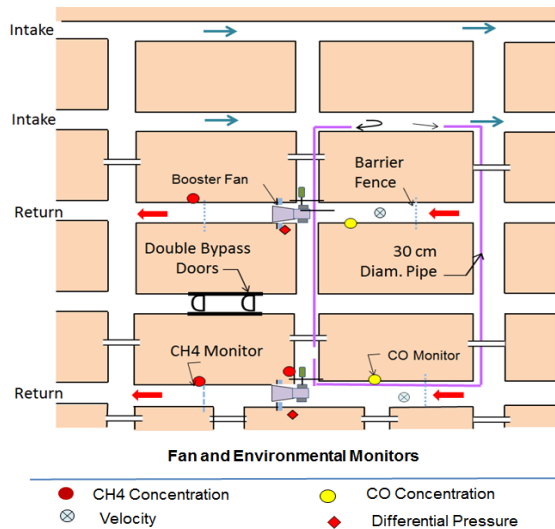 Intake
Intake
Booster Fan
Barrier
Fence
Return
Double Bypass
Doors
30 cm
Diam. Pipe
CH4 Monitor
CO Monitor
Return
Fan and Environmental Monitors
CH4 Concentration
CO Concentration
Velocity
Differential Pressure